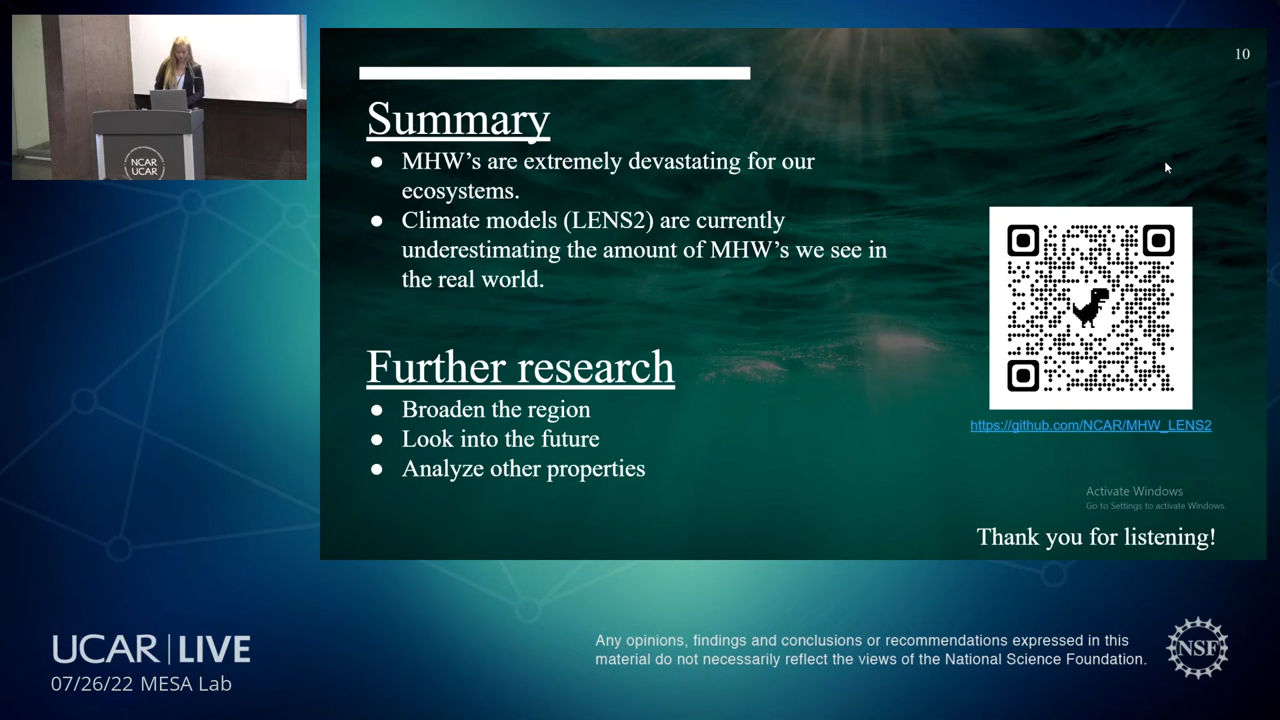 NCAR
UCAR
10
Summary
● MHW's are extremely devastating for our
ecosystems.
● Climate models (LENS2) are currently
underestimating the amount of MHW's we see in
the real world.
Further research
● Broaden the region
● Look into the future
● Analyze other properties
https://github.com/NCAR/MHW_LENS2
Activate Windows
Go to Settings to activate Windows.
Thank you for listening!
UCAR | LIVE
07/26/22 MESA Lab
Any opinions, findings and conclusions or recommendations expressed in this
material do not necessarily reflect the views of the National Science Foundation.
NSF